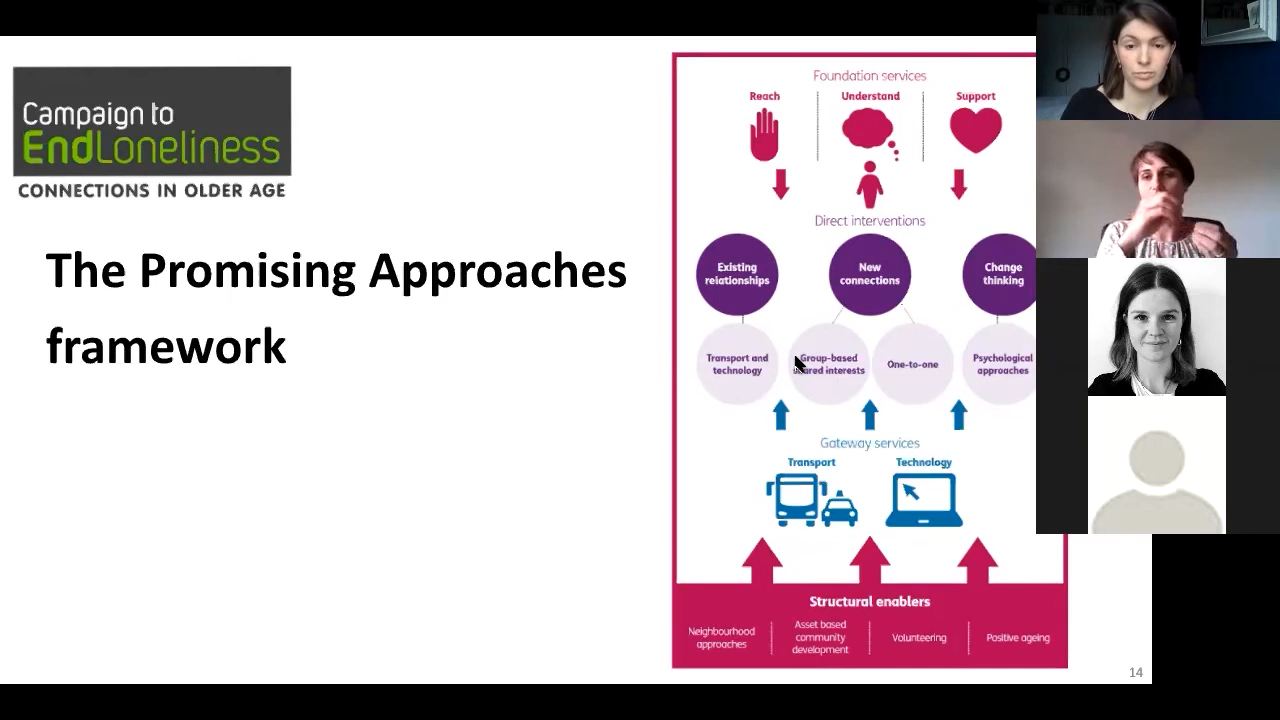 Campaign to
EndLoneliness
CONNECTIONS IN OLDER AGE
The Promising Approaches
framework
Foundation services
Reach
Understand
Support
Direct interventions
Existing
relationships
New
connections
Change
thinking
Transport and
technology
Group-based
shared interests
One-to-one
Psychological
approaches
Gateway services
Transport
Technology
Structural enablers
Neighbourhood
approaches
Asset based
community
development
Volunteering
Positive ageing
14